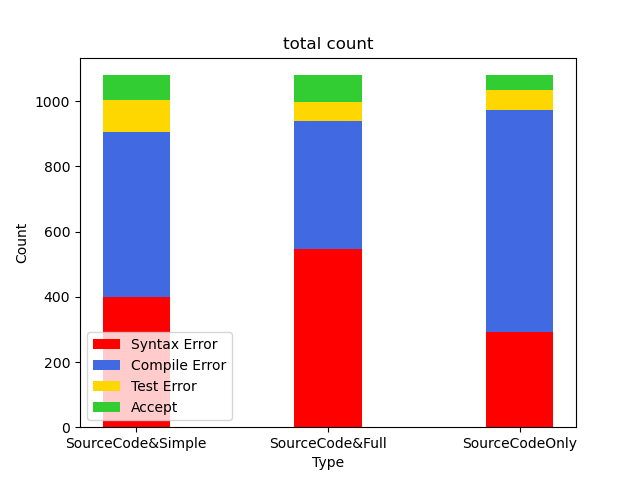 total count
Count
1000
800
600
400
200
0
Syntax Error
Compile Error
Test Error
Accept
SourceCode&Simple
SourceCode&Full
SourceCodeOnly
Type